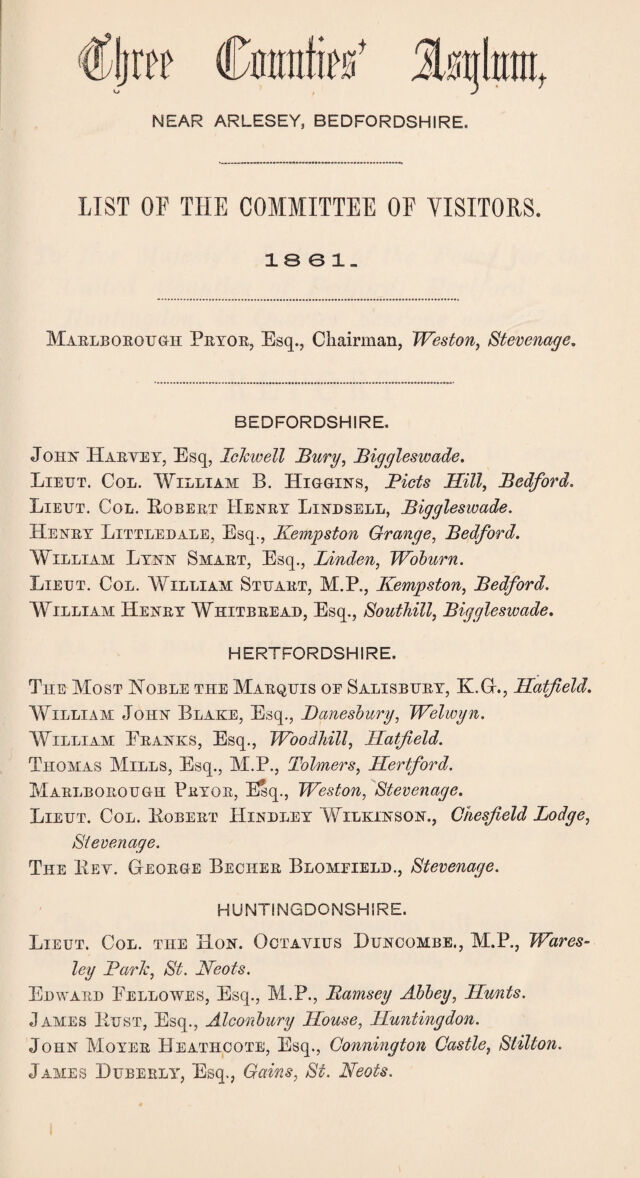 Three Counties' Asylum,
NEAR ARLESEY, BEDFORDSHIRE.
LIST OF THE COMMITTEE OF VISITORS.
1861.
MARLBOROUGH PRYOR, Esq., Chairman, Weston, Stevenage.
BEDFORDSHIRE.
JOHN HARVEY, Esq, Ickwell Bury, Biggleswade.
LIEUT. COL. WILLIAM B. HIGGINS, Picts Hill, Bedford.
LIEUT. COL. ROBERT HENRY LINDSELL, Biggleswade.
HENRY LITTLEDALE, Esq., Kempston Grange, Bedford.
WILLIAM LYNN SMART, Esq., Linden, Woburn.
LIEUT. COL. WILLIAM STUART, M.P., Kempston, Bedford.
WILLIAM HENRY WHITBREAD, Esq., Southill, Biggleswade.
HERTFORDSHIRE.
THE MOST NOBLE THE MARQUIS OF SALISBURY, K.G., Hatfield.
WILLIAM JOHN BLAKE, Esq., Danesbury, Welwyn.
WILLIAM FRANKS, Esq., Woodhill, Hatfield.
THOMAS MILLS, Esq., M.P., Tolmers, Hertford.
MARLBOROUGH PRYOR, Esq., Weston, Stevenage.
LIEUT. COL. ROBERT HINDLEY WILKINSON., Chesfield Lodge,
Stevenage.
THE REV. GEORGE BECHER BLOMFIELD., Stevenage.
HUNTINGDONSHIRE.
LIEUT. COL. THE HON. OCTAVIUS DUNCOMBE., M.P., Wares-
ley Park, St. Neots.
EDWARD FELLOWES, Esq., M.P., Ramsey Abbey, Hunts.
JAMES RUST, Esq., Alconbury House, Huntingdon.
JOHN MOYER HEATHCOTE, Esq., Connington Castle, Stilton.
JAMES DUBERLY, Esq., Gains, St. Neots.